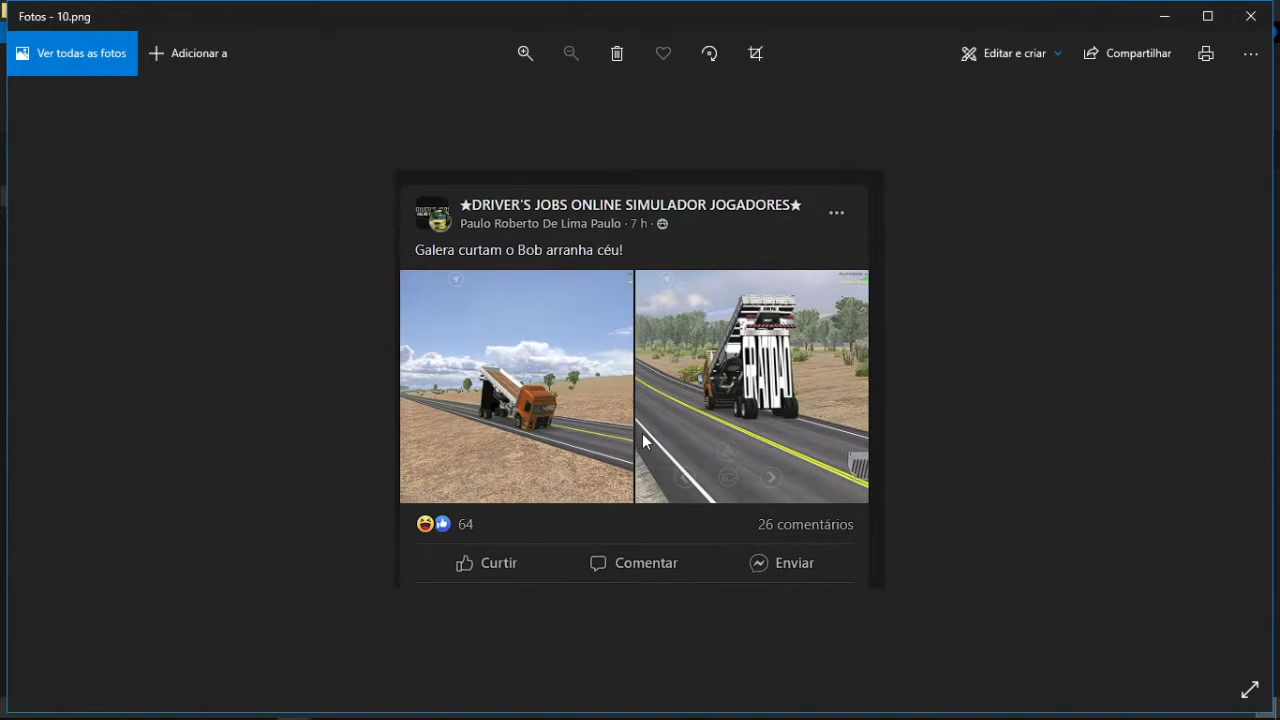 Fotos - 10.png
Ver todas as fotos
Adicionar a
Editar e criar
Compartilhar
★DRIVER'S JOBS ONLINE SIMULADOR JOGADORES★
Paulo Roberto De Lima Paulo · 7 h ·
Galera curtam o Bob arranha céu!
64
26 comentários
Curtir
Comentar
Enviar